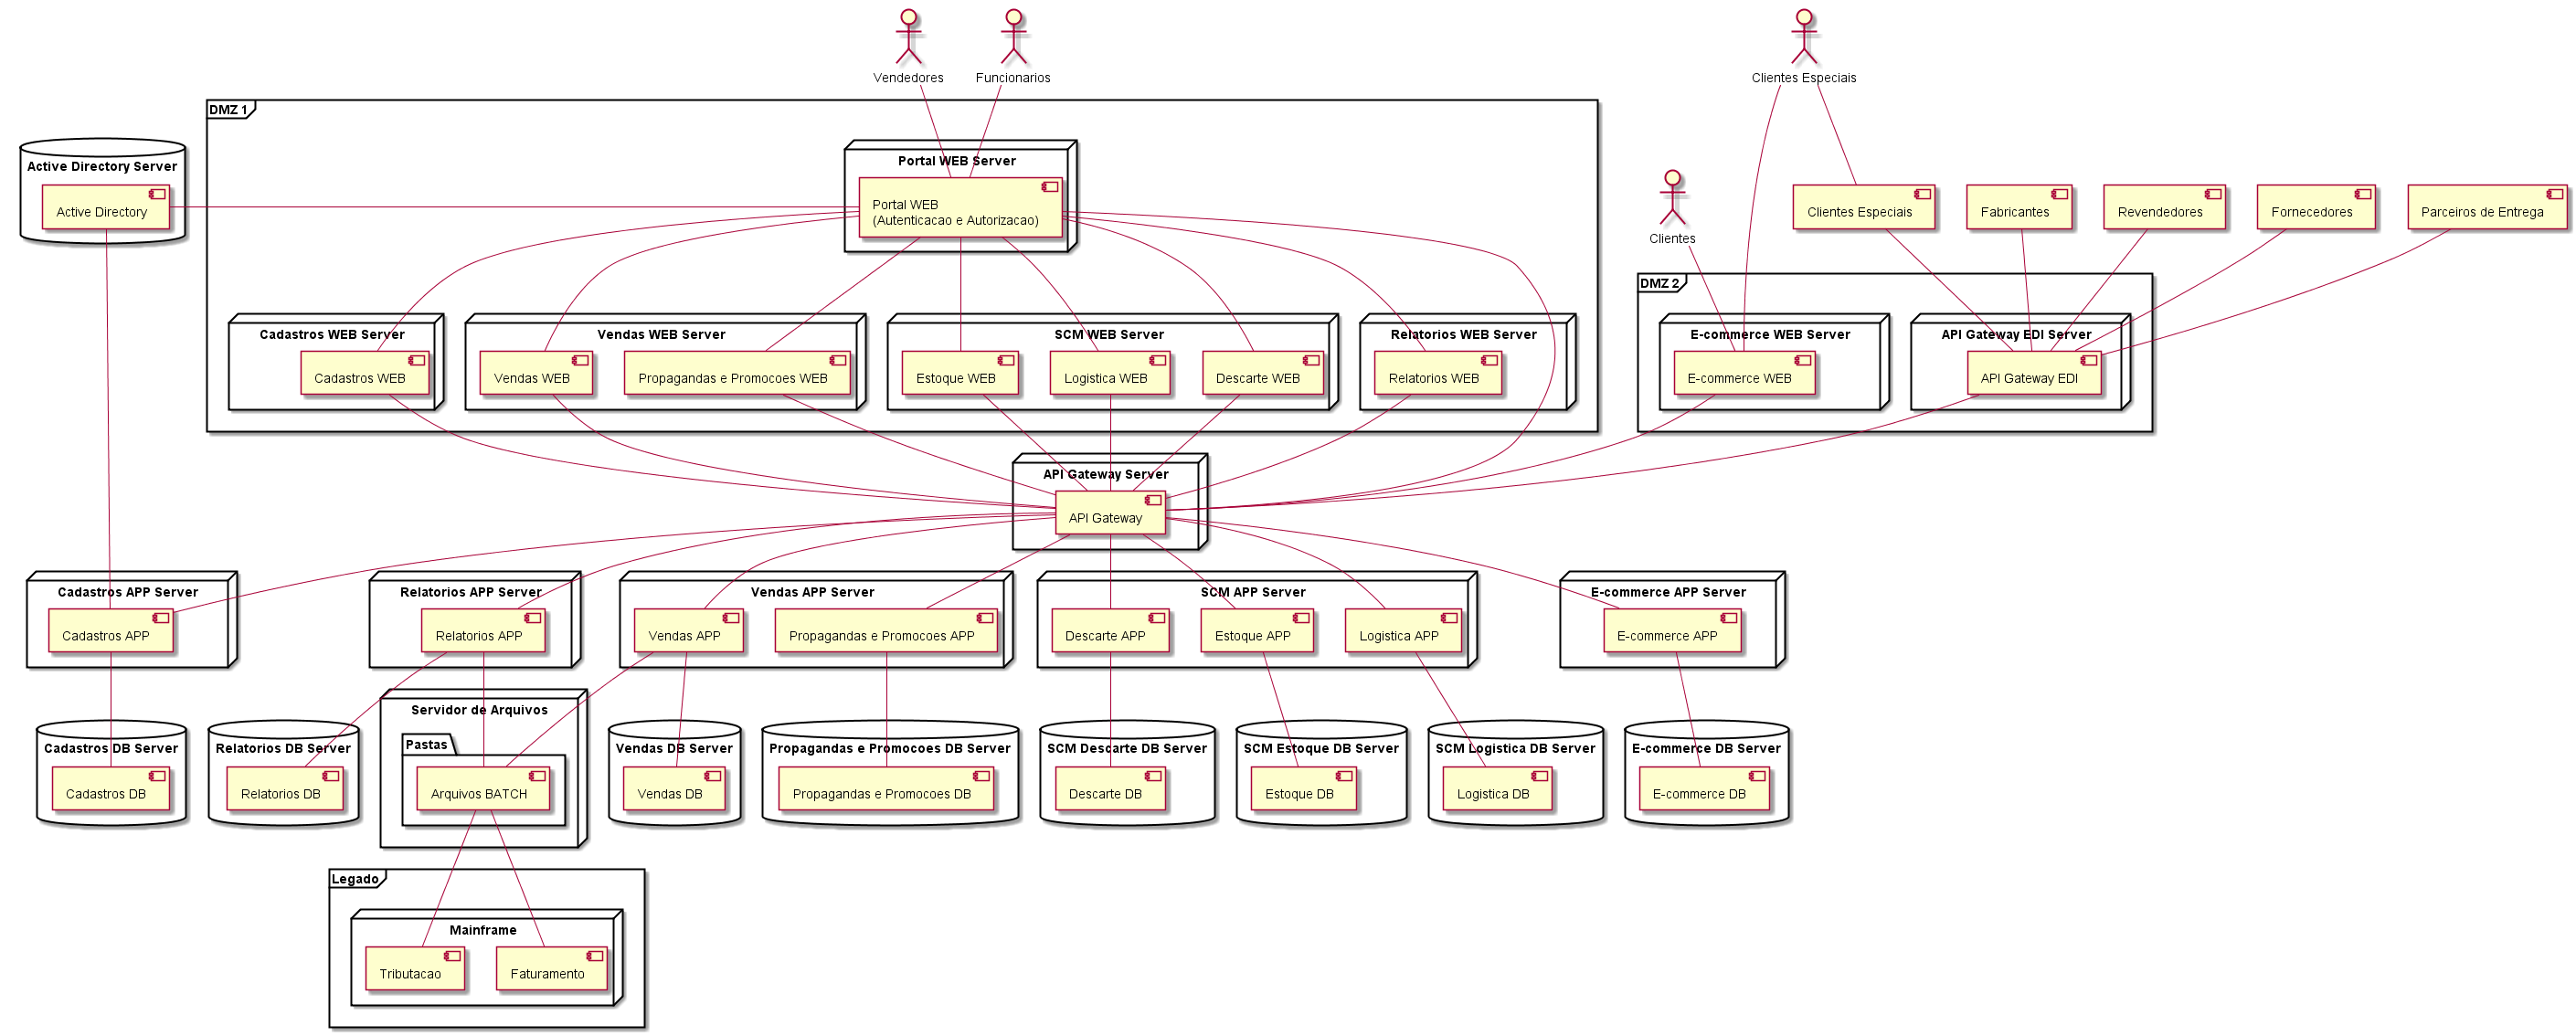 Vendedores
Funcionarios
Clientes Especiais
DMZ 1
Active Directory Server
Active Directory
Portal WEB Server
Portal WEB
(Autenticacao e Autorizacao)
Clientes
Clientes Especiais
Fabricantes
Revendedores
Fornecedores
Parceiros de Entrega
DMZ 2
Cadastros WEB Server
Cadastros WEB
Vendas WEB Server
Vendas WEB
Propagandas e Promocoes WEB
SCM WEB Server
Estoque WEB
Logistica WEB
Descarte WEB
Relatorios WEB Server
Relatorios WEB
E-commerce WEB Server
E-commerce WEB
API Gateway EDI Server
API Gateway EDI
API Gateway Server
API Gateway
Cadastros APP Server
Cadastros APP
Relatorios APP Server
Relatorios APP
Vendas APP Server
Vendas APP
Propagandas e Promocoes APP
SCM APP Server
Descarte APP
Estoque APP
Logistica APP
E-commerce APP Server
E-commerce APP
Cadastros DB Server
Cadastros DB
Relatorios DB Server
Relatorios DB
Servidor de Arquivos
Pastas
Arquivos BATCH
Vendas DB Server
Vendas DB
Propagandas e Promocoes DB Server
Propagandas e Promocoes DB
SCM Descarte DB Server
Descarte DB
SCM Estoque DB Server
Estoque DB
SCM Logistica DB Server
Logistica DB
E-commerce DB Server
E-commerce DB
Legado
Mainframe
Tributacao
Faturamento